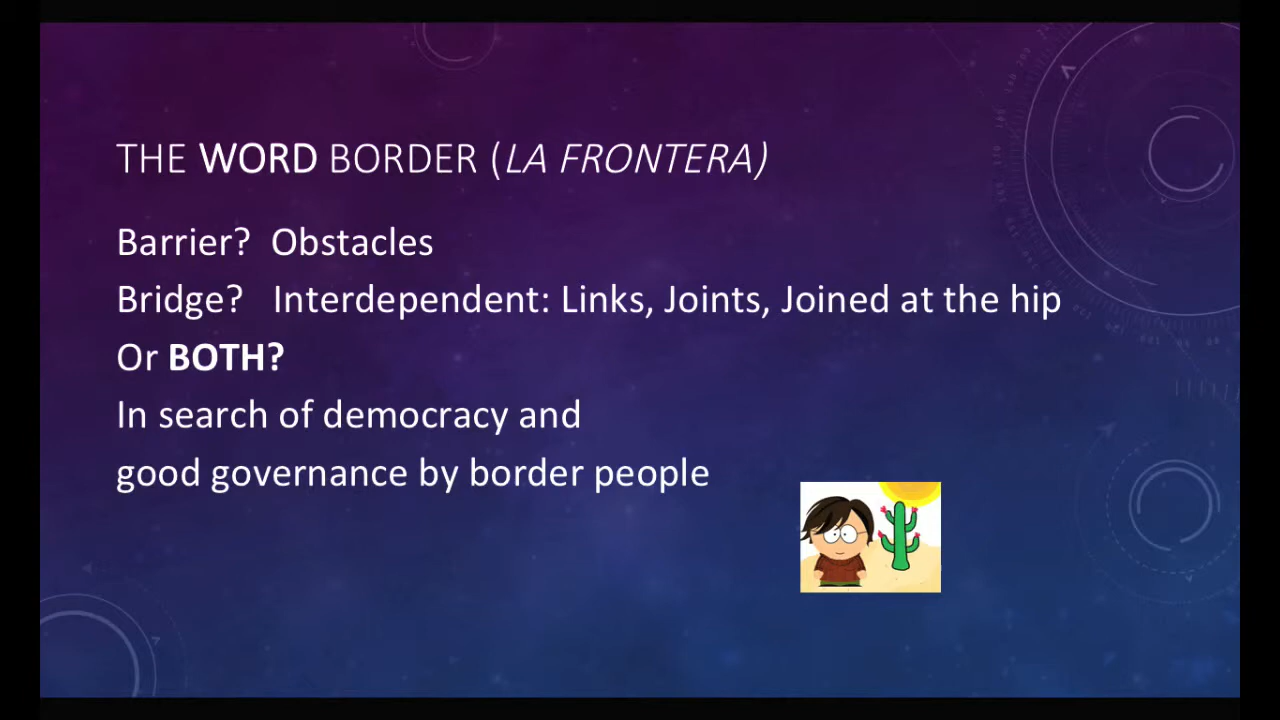 THE WORD BORDER (LA FRONTERA)
Barrier? Obstacles
Bridge? Interdependent: Links, Joints, Joined at the hip
Or BOTH?
In search of democracy and
good governance by border people